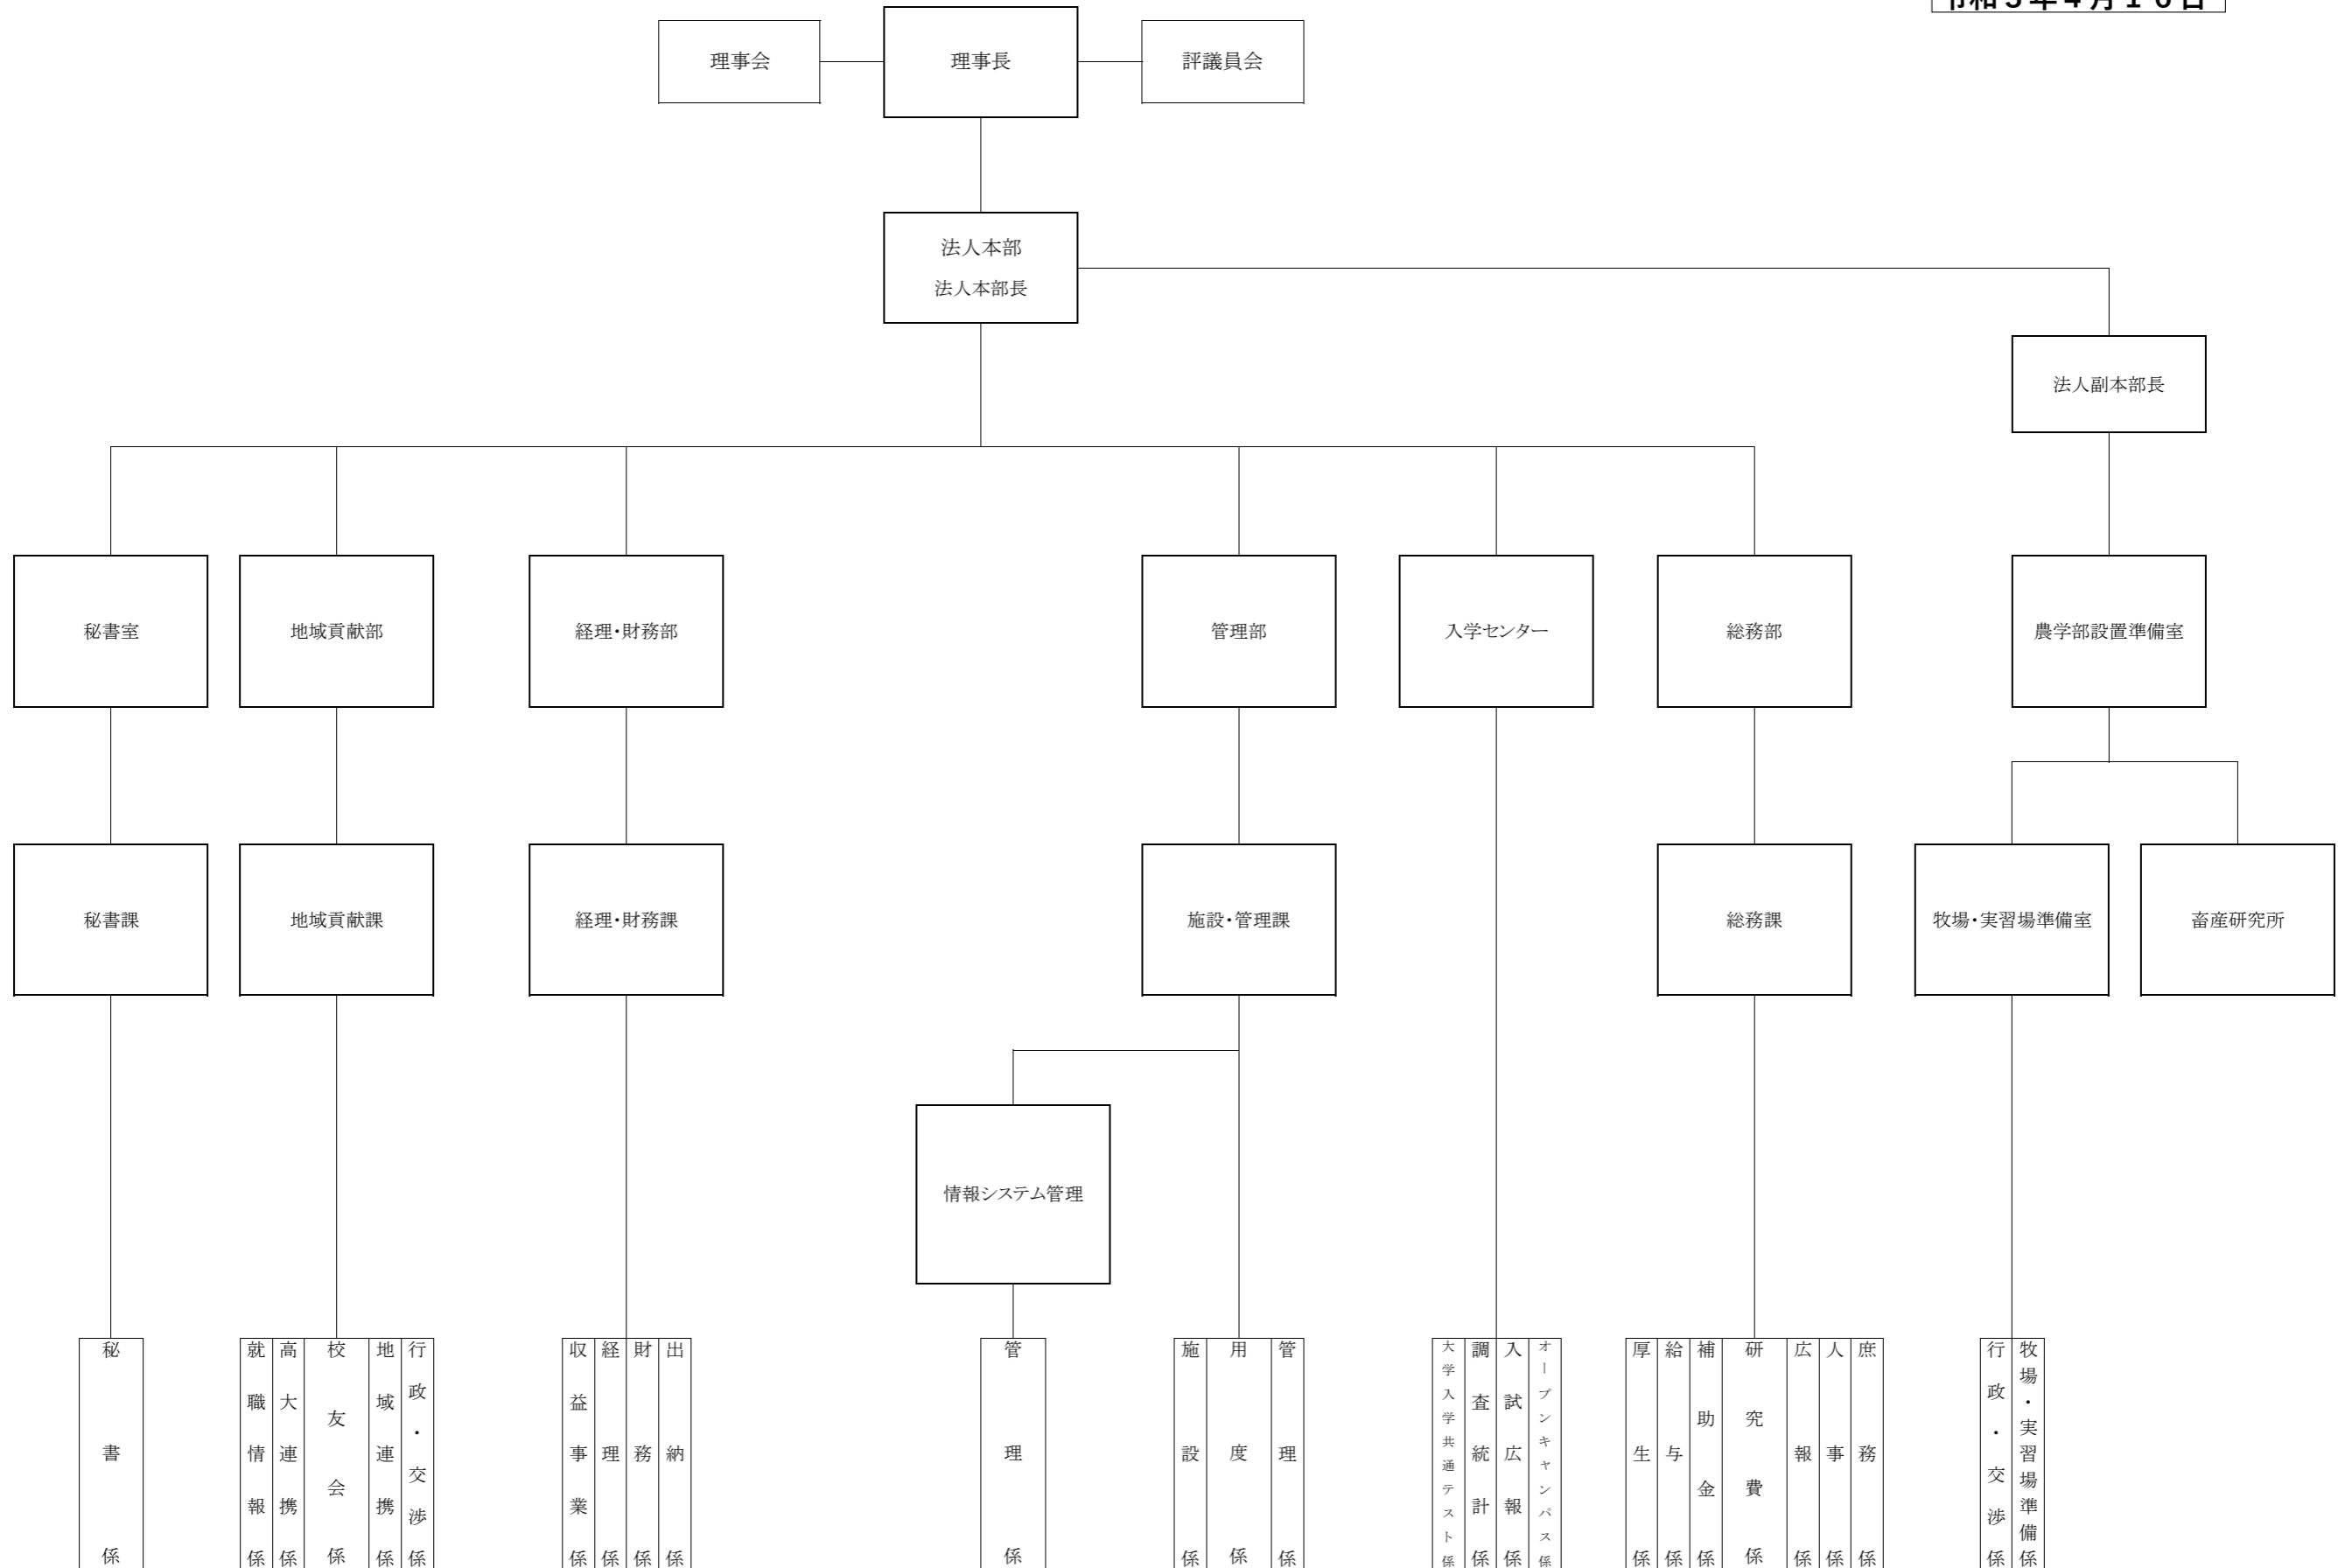 令和5年4月16日
理事会
理事長
評議員会
法人本部
法人本部長
法人副本部長
秘書室
地域貢献部
経理・財務部
管理部
入学センター
総務部
農学部設置準備室
秘書課
地域貢献課
経理・財務課
施設・管理課
総務課
牧場・実習場準備室
畜産研究所
情報システム管理
秘書係
就職情報係
高大連携係
校友会係
地域連携係
行政・交渉係
収益事業係
経理係
財務係
出納係
管理係
施設係
用度係
管理係
大学入学共通テスト係
調査統計係
入試広報係
オープンキャンパス係
厚生係
給与係
補助金係
研究費係
広報係
人事係
庶務係
行政・交渉係
牧場・実習場準備係